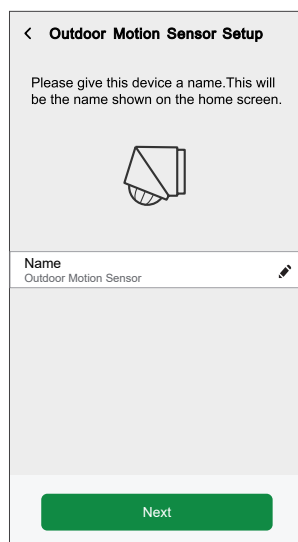 Outdoor Motion Sensor Setup
Please give this device a name.This will
be the name shown on the home screen.
Name
Outdoor Motion Sensor
Next